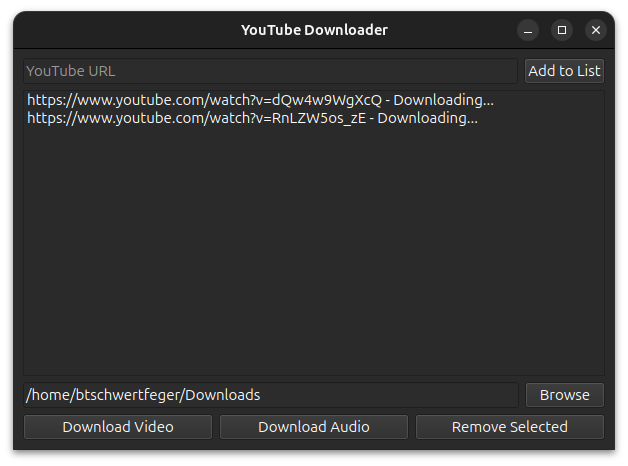 YouTube Downloader
YouTube URL
Add to List
https://www.youtube.com/watch?v=dQw4w9WgXcQ - Downloading...
https://www.youtube.com/watch?v=RnLZW5os_zE - Downloading...
/home/btschwertfeger/Downloads
Browse
Download Video
Download Audio
Remove Selected